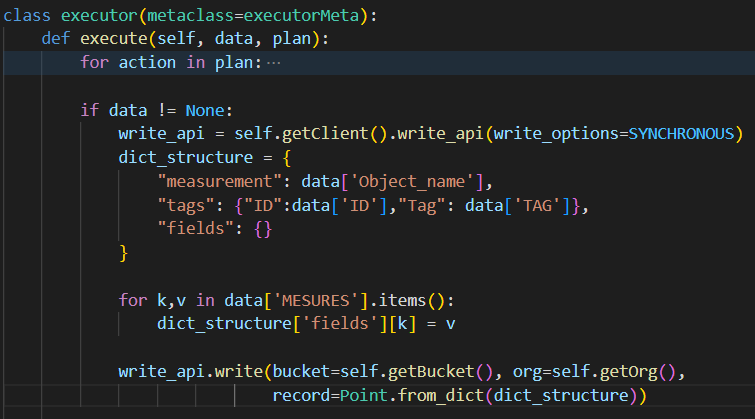 class executor(metaclass=executorMeta):
    def execute(self, data, plan):
        for action in plan:···

        if data != None:
            write_api = self.getClient().write_api(write_options=SYNCHRONOUS)
            dict_structure = {
                "measurement": data['Object_name'],
                "tags": {"ID":data['ID'],"Tag": data['TAG']},
                "fields": {}
            }

            for k,v in data['MESURES'].items():
                dict_structure['fields'][k] = v

            write_api.write(bucket=self.getBucket(), org=self.getOrg(),
                            record=Point.from_dict(dict_structure))